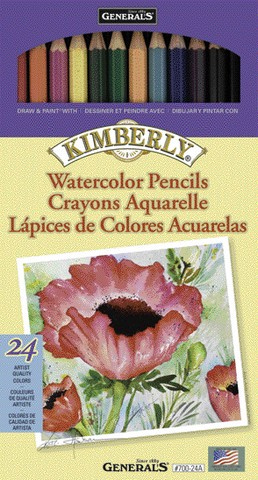 Since 1889
GENERAL'S
DRAW & PAINT WITH • DESSINER ET PEINDRE AVEC • DIBUJAR Y PINTAR CON
KIMBERLY®
Watercolor Pencils
Crayons Aquarelle
Lápices de Colores Acuarelas
24
ARTIST
QUALITY
COLORS
COULEURS
DE QUALITÉ
ARTISTE
COLORES DE
CALIDAD DE
ARTISTA
Since 1889
GENERAL'S #700-24A